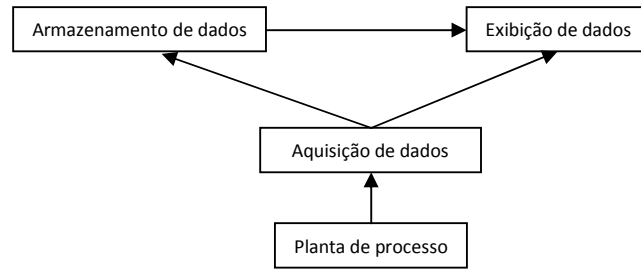 Armazenamento de dados
Exibição de dados
Aquisição de dados
Planta de processo